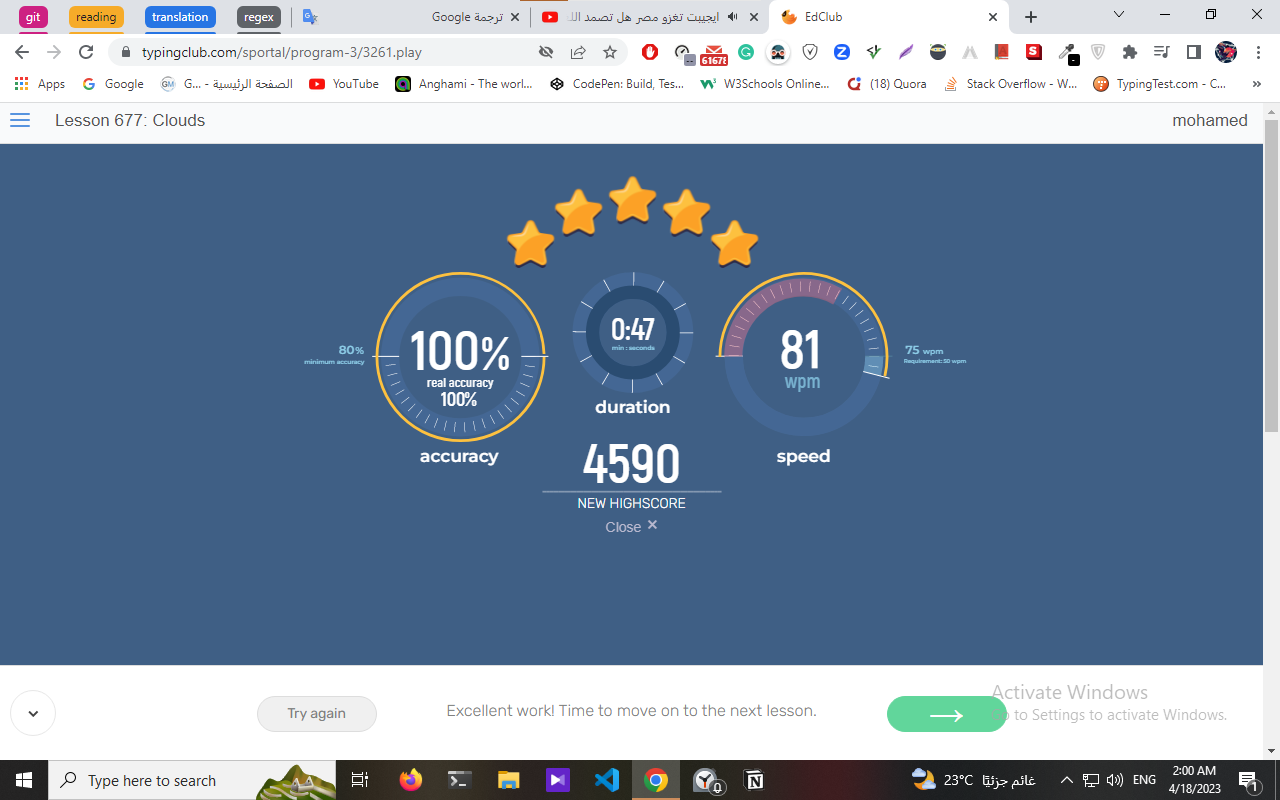 git
reading
translation
regex
ترجمة Google
ايجيبت تغزو مصر هل تصمد الل
EdClub
typingclub.com/sportal/program-3/3261.play
61678
Apps
Google
الصفحة الرئيسية - ...G
YouTube
Anghami - The worl...
CodePen: Build, Tes...
W3Schools Online...
(18) Quora
Stack Overflow - W...
TypingTest.com - C...
Lesson 677: Clouds
mohamed
80%
minimum accuracy
100%
real accuracy
100%
accuracy
0:47
min : seconds
duration
81
wpm
speed
75 wpm
Requirement: 30 wpm
4590
NEW HIGHSCORE
Close ×
Try again
Excellent work! Time to move on to the next lesson.
→
Activate Windows
Go to Settings to activate Windows.
Type here to search
23°C غائم جزئيًا
ENG
2:00 AM
4/18/2023
1